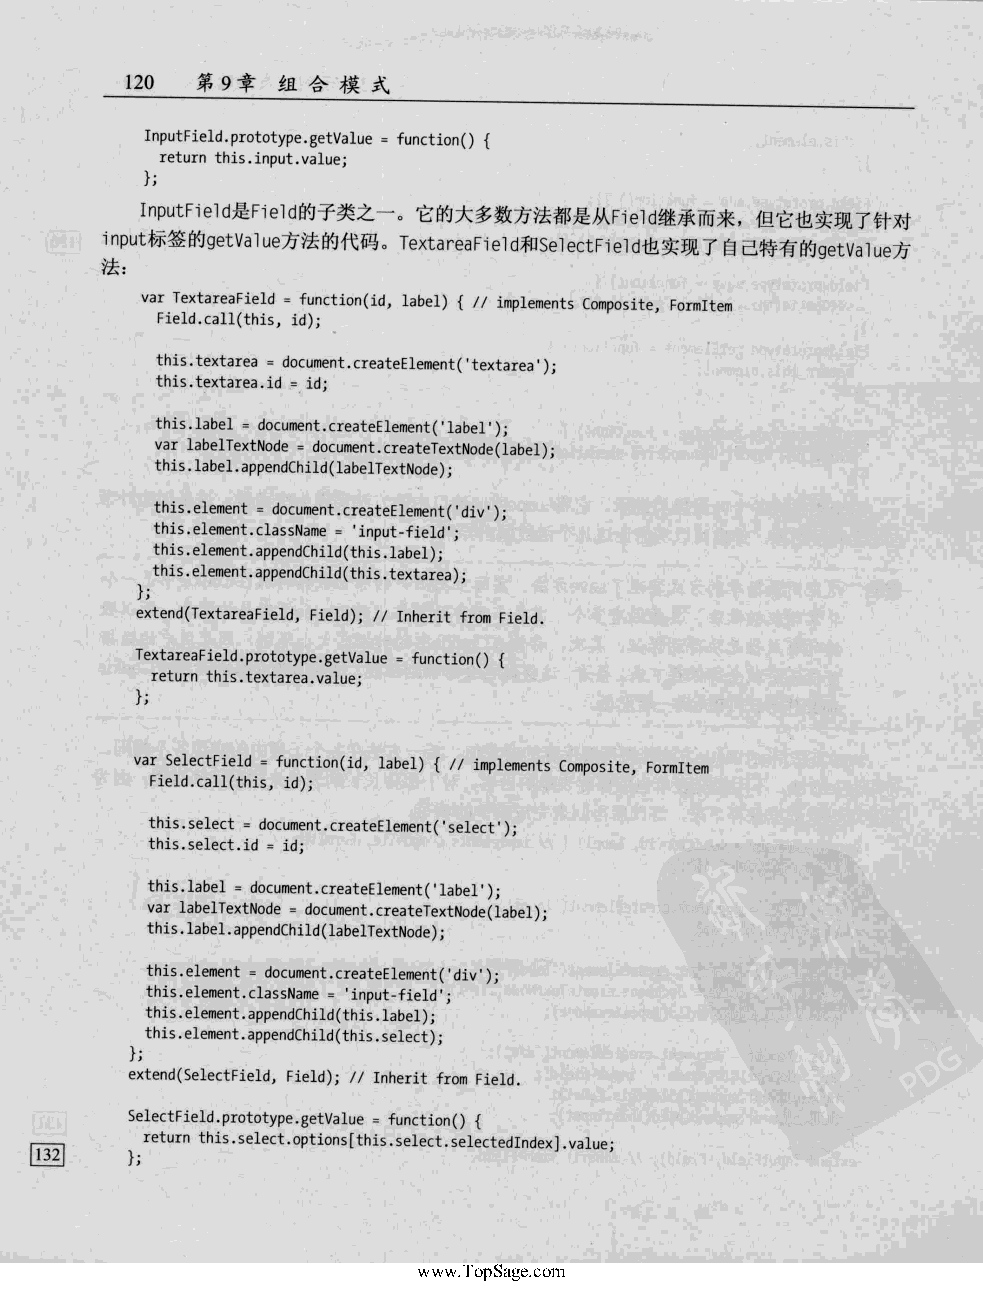 120 第9章 组合模式
InputField.prototype.getValue = function() {
return this.input.value;
};
InputField是Field的子类之一。它的大多数方法都是从Field继承而来，但它也实现了针对
input标签的getValue方法的代码。TextareaField和SelectField也实现了自己特有的getValue方
法：
var TextareaField = function(id, label) { // implements Composite, FormItem
Field.call(this, id);
this.textarea = document.createElement('textarea');
this.textarea.id = id;
this.label = document.createElement('label');
var labelTextNode = document.createTextNode(label);
this.label.appendChild(labelTextNode);
this.element = document.createElement('div');
this.element.className = 'input-field';
this.element.appendChild(this.label);
this.element.appendChild(this.textarea);
};
extend(TextareaField, Field); // Inherit from Field.
TextareaField.prototype.getValue = function() {
return this.textarea.value;
};
var SelectField = function(id, label) { // implements Composite, FormItem
Field.call(this, id);
this.select = document.createElement('select');
this.select.id = id;
this.label = document.createElement('label');
var labelTextNode = document.createTextNode(label);
this.label.appendChild(labelTextNode);
this.element = document.createElement('div');
this.element.className = 'input-field';
this.element.appendChild(this.label);
this.element.appendChild(this.select);
};
extend(SelectField, Field); // Inherit from Field.
SelectField.prototype.getValue = function() {
return this.select.options[this.select.selectedIndex].value;
};
132
PDG
www.TopSage.com